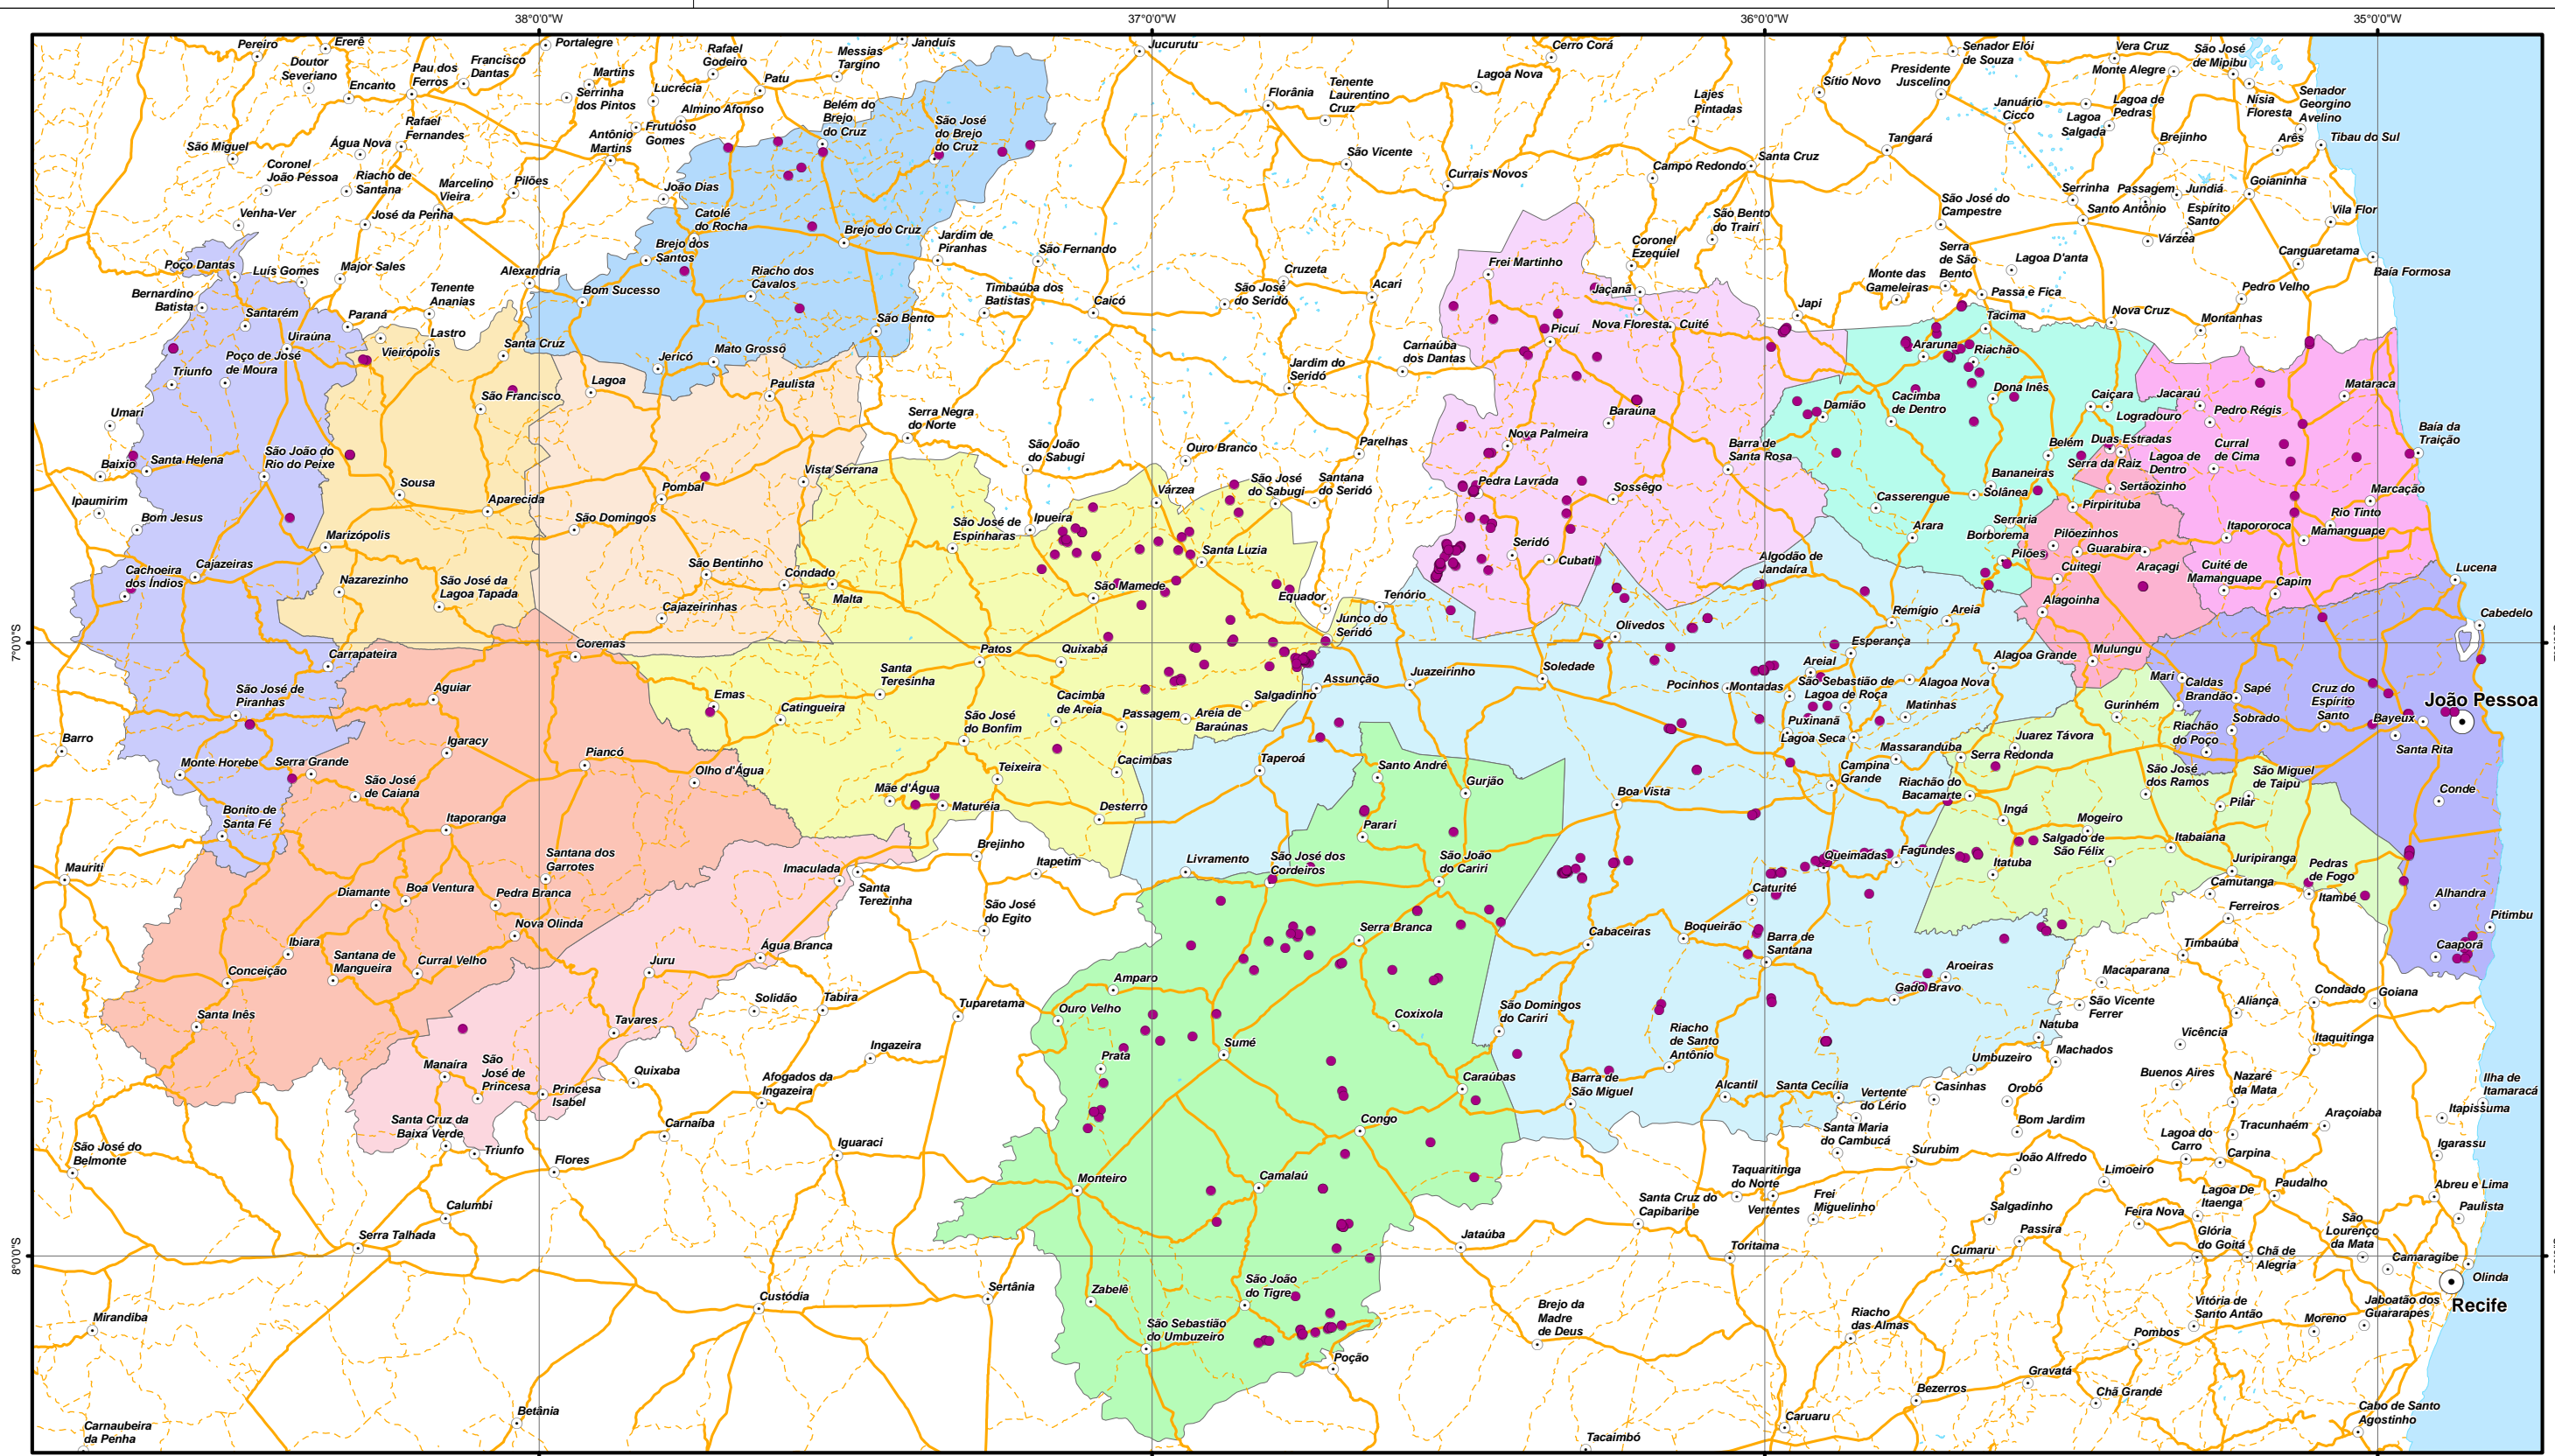 38°0'0"W
37°0'0"W
36°0'0"W
35°0'0"W
Pereiro
Ererê
Portalegre
Rafael
Godeiro
Messias
Targino
Janduís
Jucurutu
Cerro Corá
Senador Elói
de Souza
Vera Cruz
São José
de Mipibu
Doutor
Severiano
Encanto
Pau dos
Ferros
Francisco
Dantas
Martins
Serrinha
dos Pintos
Lucrécia
Patu
Almino Afonso
Belém do
Brejo
do Cruz
São José
do Brejo
do Cruz
Florânia
Tenente
Laurentino
Cruz
Lagoa Nova
Lajes
Pintadas
Sítio Novo
Presidente
Juscelino
Januário
Cicco
Monte Alegre
Lagoa
Salgada
Lagoa de
Pedras
Brejinho
Nísia
Floresta
Senador
Georgino
Avelino
Arês
Tibau do Sul
São Miguel
Água Nova
Rafael
Fernandes
Antônio
Martins
Frutuoso
Gomes
Coronel
João Pessoa
Riacho de
Santana
Marcelino
Vieira
Pilões
João Dias
São Vicente
Currais Novos
Campo Redondo
Santa Cruz
Tangará
Serrinha
Passagem
Jundiá
Goianinha
Venha-Ver
José da Penha
Catolé
do Rocha
Brejo do Cruz
Jardim de
Piranhas
São Fernando
São Bento
do Trairí
São José do
Campestre
Santo Antônio
Espírito
Santo
Vila Flor
Várzea
Canguaretama
Baía Formosa
Poço Dantas
Luís Gomes
Major Sales
Alexandria
Brejo dos
Santos
Riacho dos
Cavalos
Bom Sucesso
Timbaúba dos
Batistas
Caicó
Cruzeta
São José
do Seridó
Acari
Frei Martinho
Coronel
Ezequiel
Jaçanã
Japi
Monte das
Gameleiras
Serra
de São
Bento
Lagoa D'anta
Passa e Fica
Pedro Velho
Bernardino
Batista
Santarém
Tenente
Ananias
Paraná
Lastro
Uiraúna
Vieirópolis
Santa Cruz
São Bento
Jericó
Mato Grosso
Picuí
Nova Floresta
Cuité
Tacima
Nova Cruz
Montanhas
Triunfo
Poço de José
de Moura
São Francisco
Lagoa
Paulista
Jardim do
Seridó
Carnaúba
dos Dantas
Araruna
Riachão
Umari
Serra Negra
do Norte
São João
do Sabugi
Ouro Branco
Parelhas
Nova Palmeira
Baraúna
Damião
Cacimba
de Dentro
Dona Inês
Caiçara
Logradouro
Jacaraú
Pedro Régis
Mataraca
Baía da
Traição
Baixio
Santa Helena
São João do
Rio do Peixe
Sousa
Aparecida
Pombal
Vista Serrana
Várzea
São José
do Sabugi
Santana
do Seridó
Pedra Lavrada
Sossêgo
Barra de
Santa Rosa
Casserengue
Bananeiras
Solânea
Belém
Duas Estradas
Serra da Raiz
Sertãozinho
Pirpirituba
Lagoa de
Dentro
Curral
de Cima
Marcação
Rio Tinto
Ipaumirim
Bom Jesus
Marizópolis
São Domingos
São José de
Espinharas
Ipueira
Santa Luzia
Seridó
Cubati
Algodão de
Jandaíra
Arara
Serraria
Borborema
Pilões
Pilõezinhos
Guarabira
Cuitegi
Araçagi
Itapororoca
Mamanguape
Cuité de
Mamanguape
Capim
Lucena
Cachoeira
dos Índios
Cajazeiras
Nazarezinho
São José da
Lagoa Tapada
São Bentinho
Cajazeirinhas
Condado
Malta
São Mamede
Equador
Tenório
Junco do
Seridó
Olivedos
Remígio
Areia
Alagoinha
Cabedelo
7°0'0"S
Carrapateira
Coremas
Patos
Quixabá
Santa
Teresinha
Assunção
Salgadinho
Juazeirinho
Soledade
Pocinhos
Montadas
Areial
Esperança
São Sebastião de
Lagoa de Roça
Alagoa Nova
Alagoa Grande
Mulungu
Mari
Caldas
Brandão
Sapé
Cruz do
Espírito
Santo
João Pessoa
Bayeux
Santa Rita
São José de
Piranhas
Aguiar
Emas
Catingueira
São José
do Bonfim
Cacimba
de Areia
Passagem
Areia de
Baraúnas
Puxinanã
Matinhas
Lagoa Seca
Massaranduba
Gurinhém
Juarez Távora
Riachão
do Poço
Sobrado
Barro
Monte Horebe
Serra Grande
Igaracy
Piancó
Olho d'Água
Mãe d'Água
Teixeira
Maturéia
Cacimbas
Desterro
Taperoá
Santo André
Gurjão
Boa Vista
Campina
Grande
Serra Redonda
Riachão do
Bacamarte
Ingá
São José
dos Ramos
São Miguel
de Taipu
Pilar
Conde
São José
de Caiana
Bonito de
Santa Fé
Itaporanga
Mauriti
Santana dos
Garrotes
Imaculada
Brejinho
Itapetim
Livramento
Parari
São José dos
Cordeiros
São João
do Cariri
Queimadas
Fagundes
Mogeiro
Salgado de
São Félix
Itatuba
Itabaiana
Juripiranga
Camutanga
Pedras
de Fogo
Itambé
Ferreiros
Alhandra
Pitimbu
Caaporã
Diamante
Boa Ventura
Pedra Branca
Nova Olinda
Santa
Terezinha
São José
do Egito
Caturité
Boqueirão
Cabaceiras
Serra Branca
Barra de
Santana
Timbaúba
Ibiara
Santana de
Mangueira
Curral Velho
Água Branca
Juru
Conceição
Amparo
Aroeiras
Gado Bravo
Macaparana
São Vicente
Ferrer
Aliança
Condado
Goiana
Santa Inês
Tavares
Solidão
Tabira
Tuparetama
Ouro Velho
Coxixola
São Domingos
do Cariri
Riacho
de Santo
Antônio
Natuba
Vicência
Itaquitinga
Manaíra
São
José de
Princesa
Princesa
Isabel
Quixaba
Ingazeira
Afogados da
Ingazeira
Prata
Sumé
Caraúbas
Barra de
São Miguel
Alcantil
Santa Cecília
Umbuzeiro
Machados
Casinhas
Orobó
Vertente
do Lério
Buenos Aires
Nazaré
da Mata
Ilha de
Itamaracá
Itapissuma
Santa Cruz da
Baixa Verde
Triunfo
Carnaíba
Iguaraci
Congo
Santa Maria
do Cambucá
Bom Jardim
Tracunhaém
Araçoiaba
Igarassu
São José do
Belmonte
Flores
Monteiro
Camalaú
Taquaritinga
do Norte
Surubim
João Alfredo
Limoeiro
Lagoa do
Carro
Carpina
Calumbi
Santa Cruz do
Capibaribe
Vertentes
Frei
Miguelinho
Salgadinho
Feira Nova
Lagoa De
Itaenga
Paudalho
Abreu e Lima
Paulista
Serra Talhada
Jataúba
Toritama
Passira
Cumaru
Glória
do Goitá
Chã de
Alegria
São
Lourenço
da Mata
Camaragibe
Olinda
Recife
8°0'0"S
Mirandiba
Custódia
Sertânia
Zabelê
São João
do Tigre
São Sebastião
do Umbuzeiro
Poção
Brejo da
Madre
de Deus
Riacho
das Almas
Vitória de
Santo Antão
Pombos
Moreno
Jaboatão dos
Guararapes
Gravatá
Bezerros
Chã Grande
Betânia
Carnaubeira
da Penha
Tacaimbó
Caruaru
Cabo de Santo
Agostinho